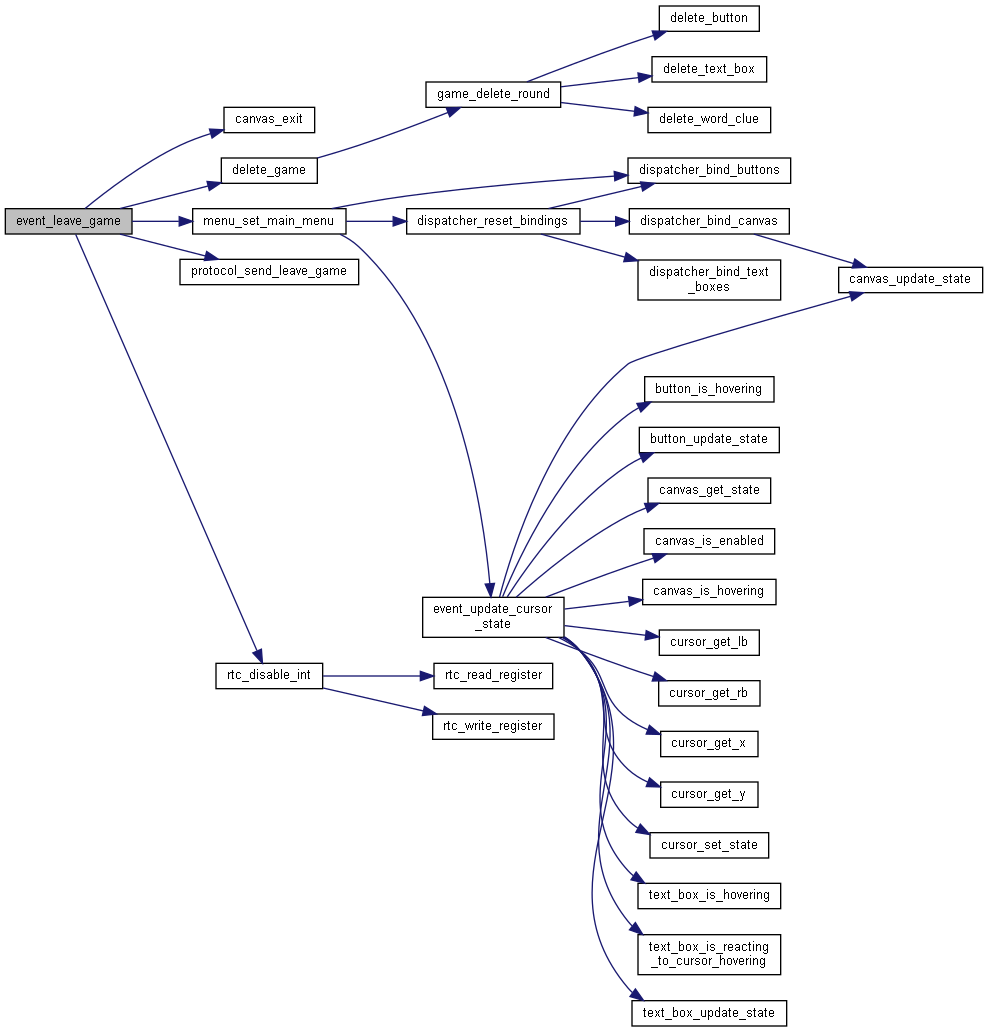 delete_button
delete_text_box
game_delete_round
canvas_exit
delete_word_clue
delete_game
dispatcher_bind_buttons
event_leave_game
menu_set_main_menu
dispatcher_reset_bindings
dispatcher_bind_canvas
protocol_send_leave_game
dispatcher_bind_text
_boxes
canvas_update_state
button_is_hovering
button_update_state
canvas_get_state
canvas_is_enabled
canvas_is_hovering
event_update_cursor
_state
cursor_get_lb
rtc_disable_int
rtc_read_register
cursor_get_rb
rtc_write_register
cursor_get_x
cursor_get_y
cursor_set_state
text_box_is_hovering
text_box_is_reacting
_to_cursor_hovering
text_box_update_state